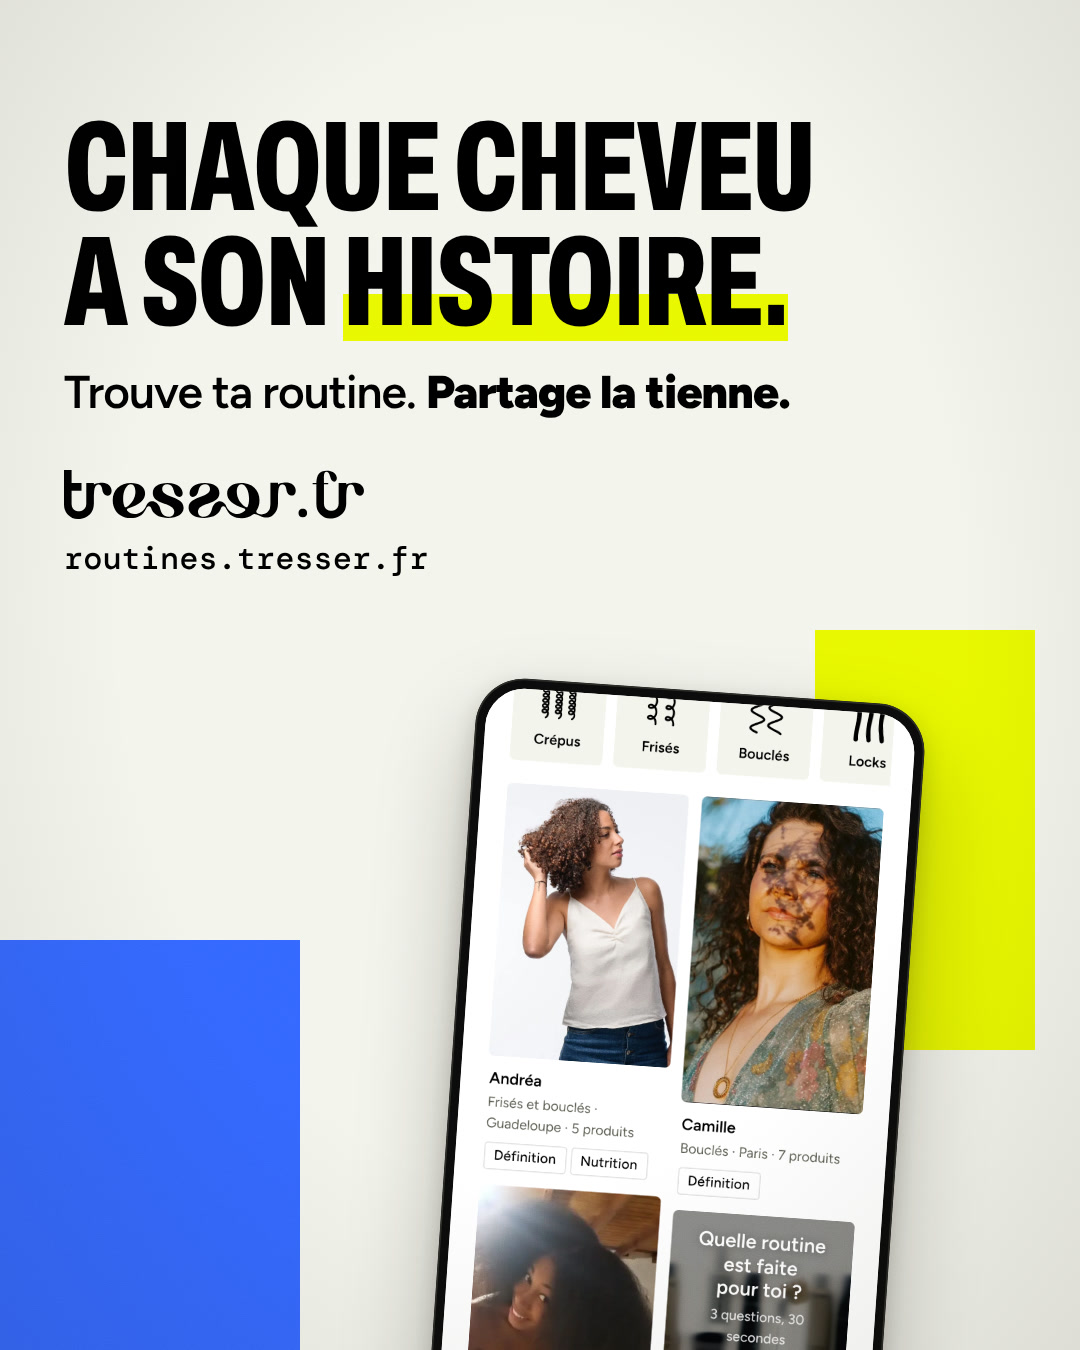 CHAQUE CHEVEU
A SON HISTOIRE.
Trouve ta routine. Partage la tienne.
tresser.fr
routines.tresser.fr
Crépus
Frisés
Bouclés
Locks
Andréa
Frisés et bouclés ·
Guadeloupe · 5 produits
Définition
Nutrition
Camille
Bouclés · Paris · 7 produits
Définition
Quelle routine
est faite
pour toi ?
3 questions, 30
secondes